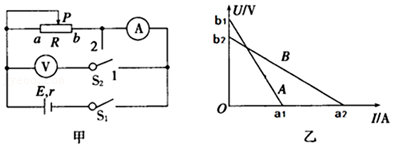 P
a R b
A
2
V
S₂ 1
E,r
S₁
甲
U/V
b1
b2
B
A
O
a1
a2
I/A
乙